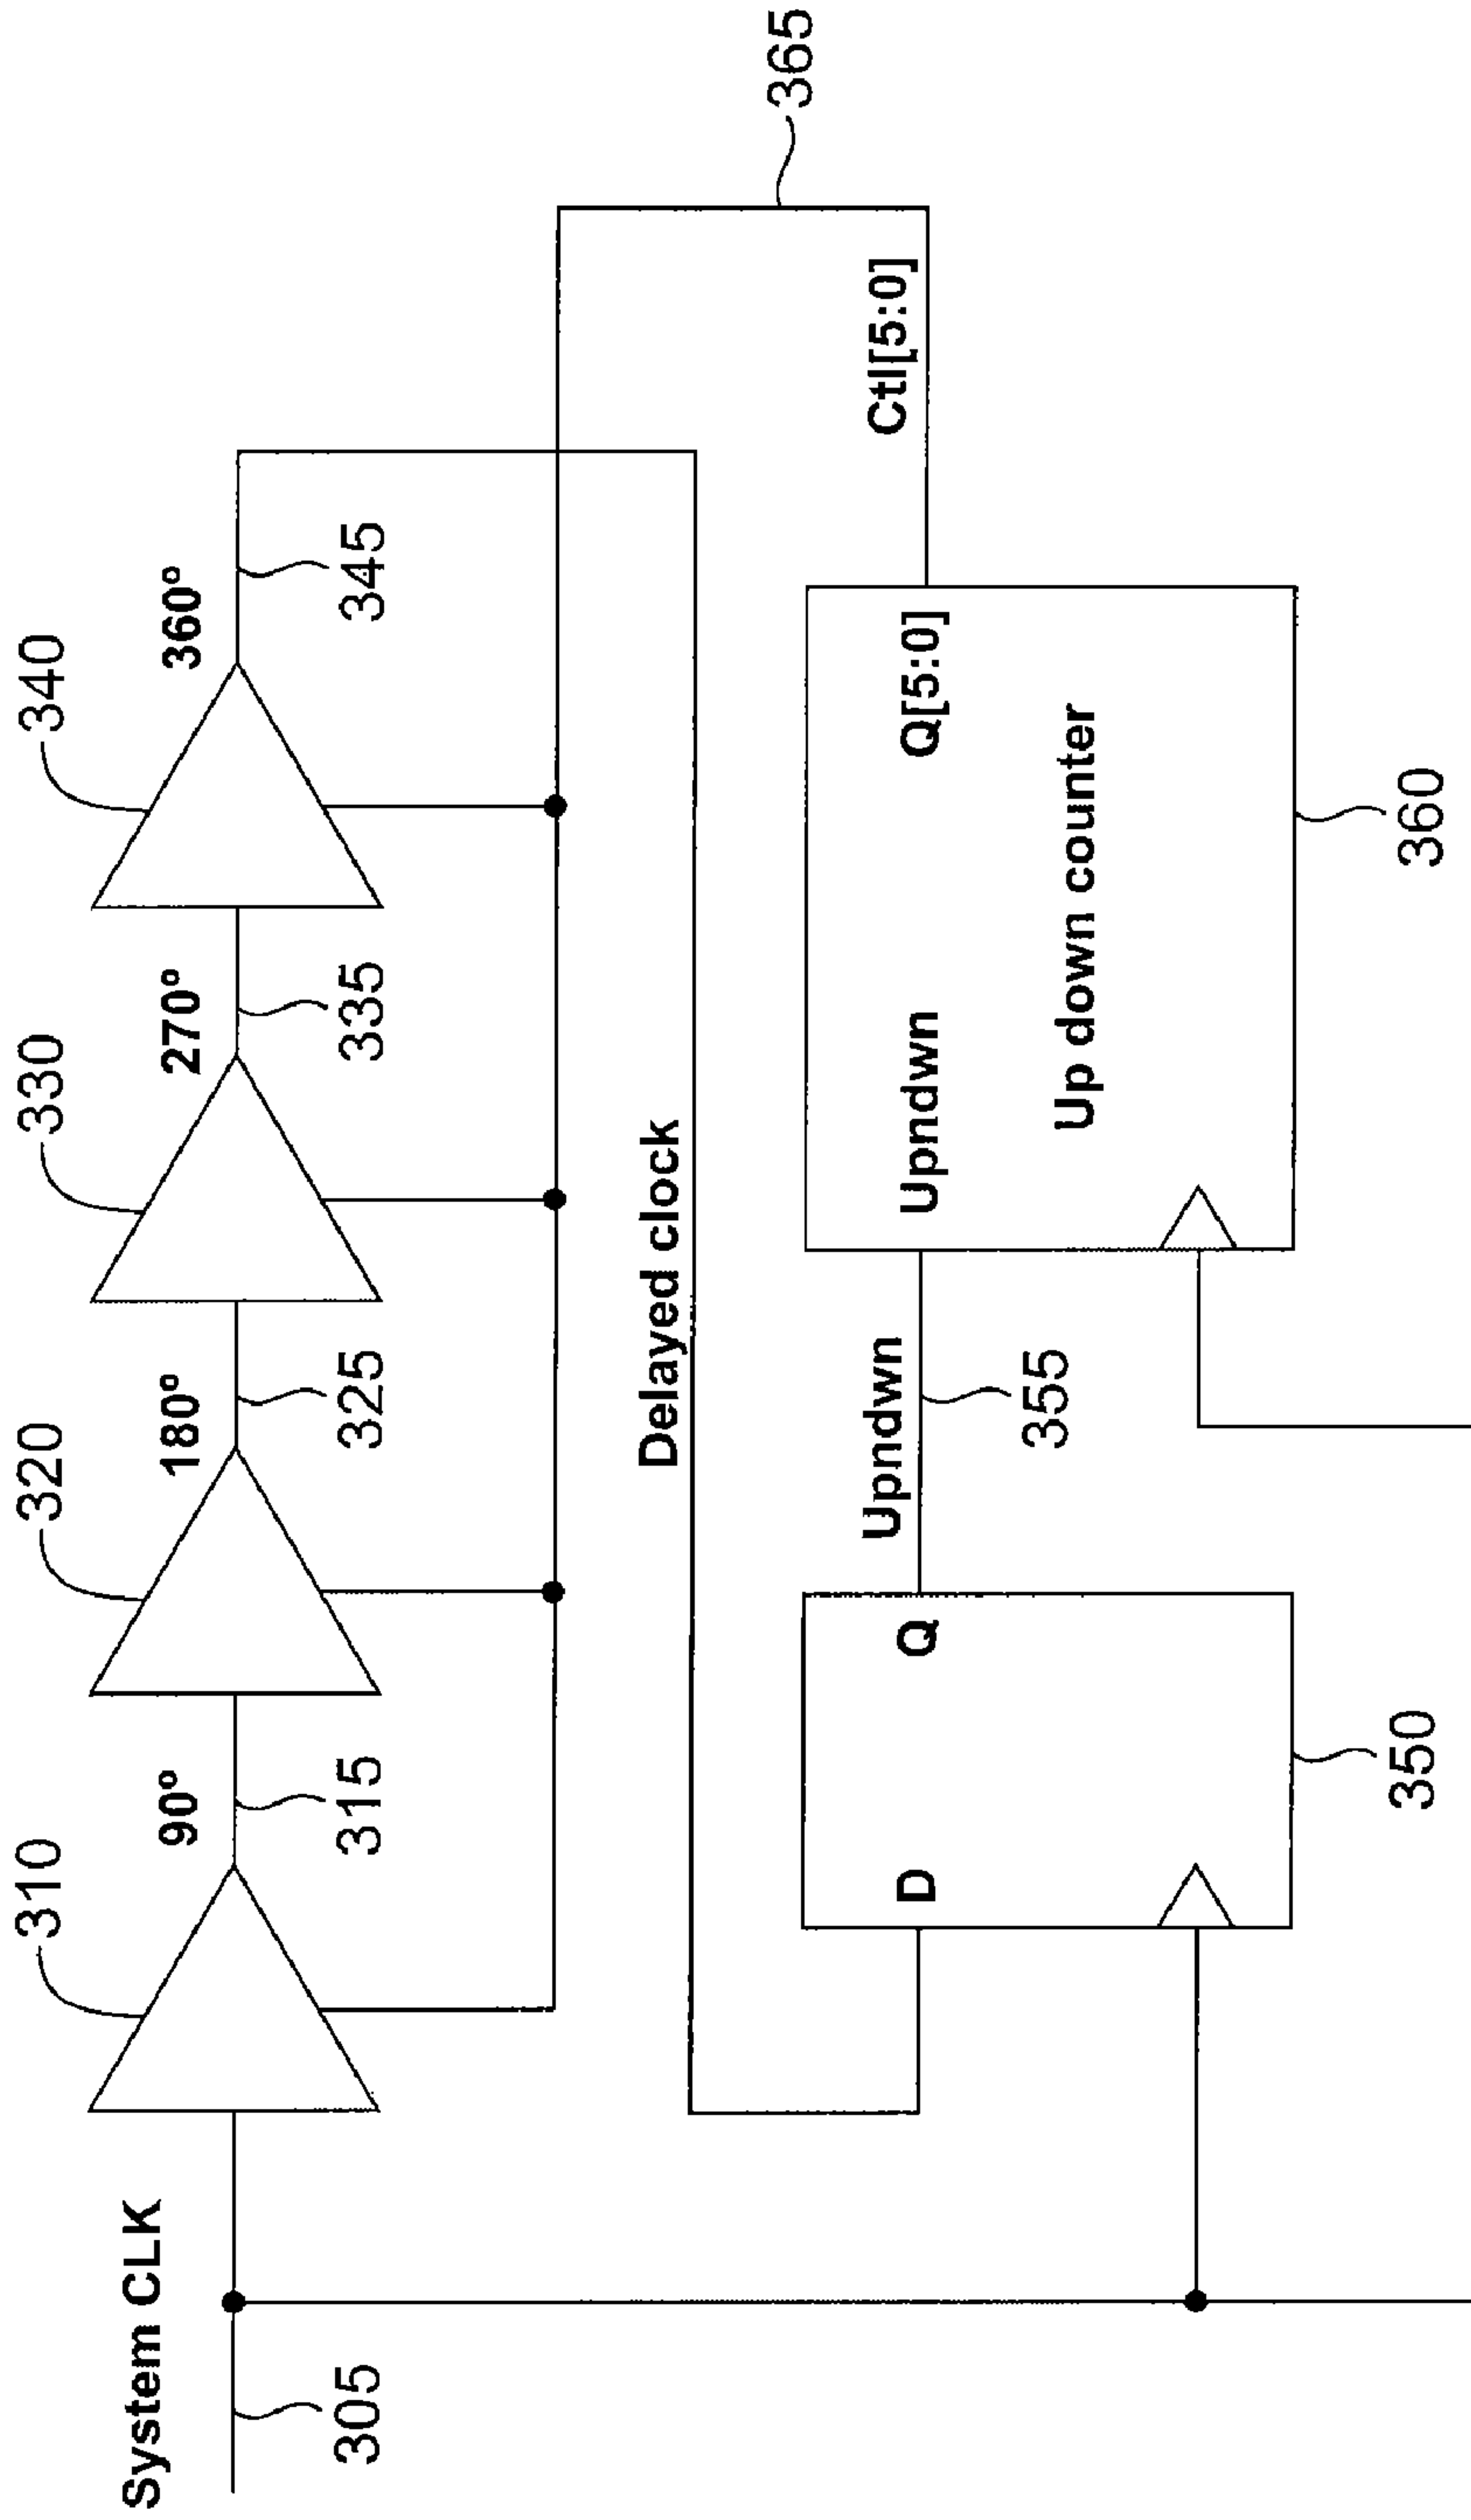 310
320
330
340
System CLK
90°
180°
270°
360°
305
315
325
335
345
365
Delayed clock
Upndwn
Ctl[5:0]
D
Q
Upndwn
Q[5:0]
355
Up down counter
350
360